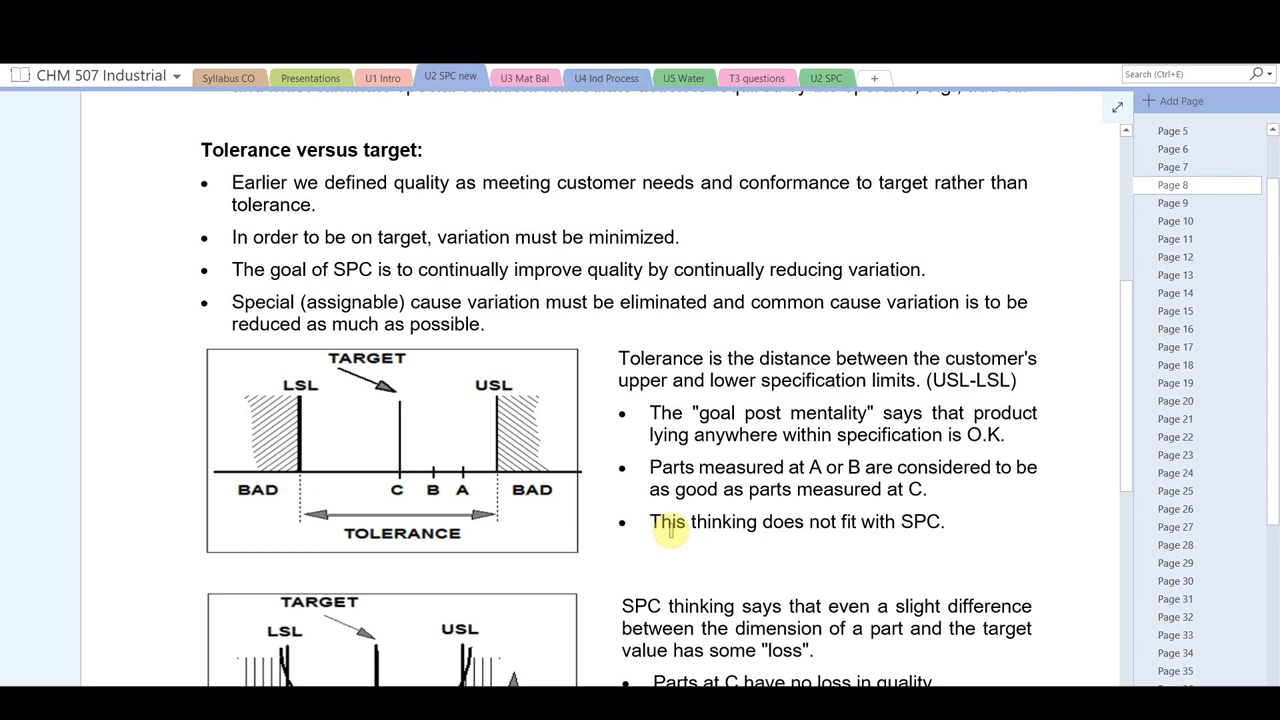 CHM 507 Industrial
Syllabus CO
Presentations
U1 Intro
U2 SPC new
U3 Mat Bal
U4 Ind Process
U5 Water
T3 questions
U2 SPC
Search (Ctrl+E)
Add Page
Page 5
Page 6
Page 7
Page 8
Page 9
Page 10
Page 11
Page 12
Page 13
Page 14
Page 15
Page 16
Page 17
Page 18
Page 19
Page 20
Page 21
Page 22
Page 23
Page 24
Page 25
Page 26
Page 27
Page 28
Page 29
Page 30
Page 31
Page 32
Page 33
Page 34
Page 35
Tolerance versus target:
• Earlier we defined quality as meeting customer needs and conformance to target rather than
tolerance.
• In order to be on target, variation must be minimized.
• The goal of SPC is to continually improve quality by continually reducing variation.
• Special (assignable) cause variation must be eliminated and common cause variation is to be
reduced as much as possible.
TARGET
LSL
USL
BAD
C
B
A
BAD
TOLERANCE
Tolerance is the distance between the customer's
upper and lower specification limits. (USL-LSL)
• The "goal post mentality" says that product
lying anywhere within specification is O.K.
• Parts measured at A or B are considered to be
as good as parts measured at C.
• This thinking does not fit with SPC.
TARGET
LSL
USL
SPC thinking says that even a slight difference
between the dimension of a part and the target
value has some "loss".
• Parts at C have no loss in quality